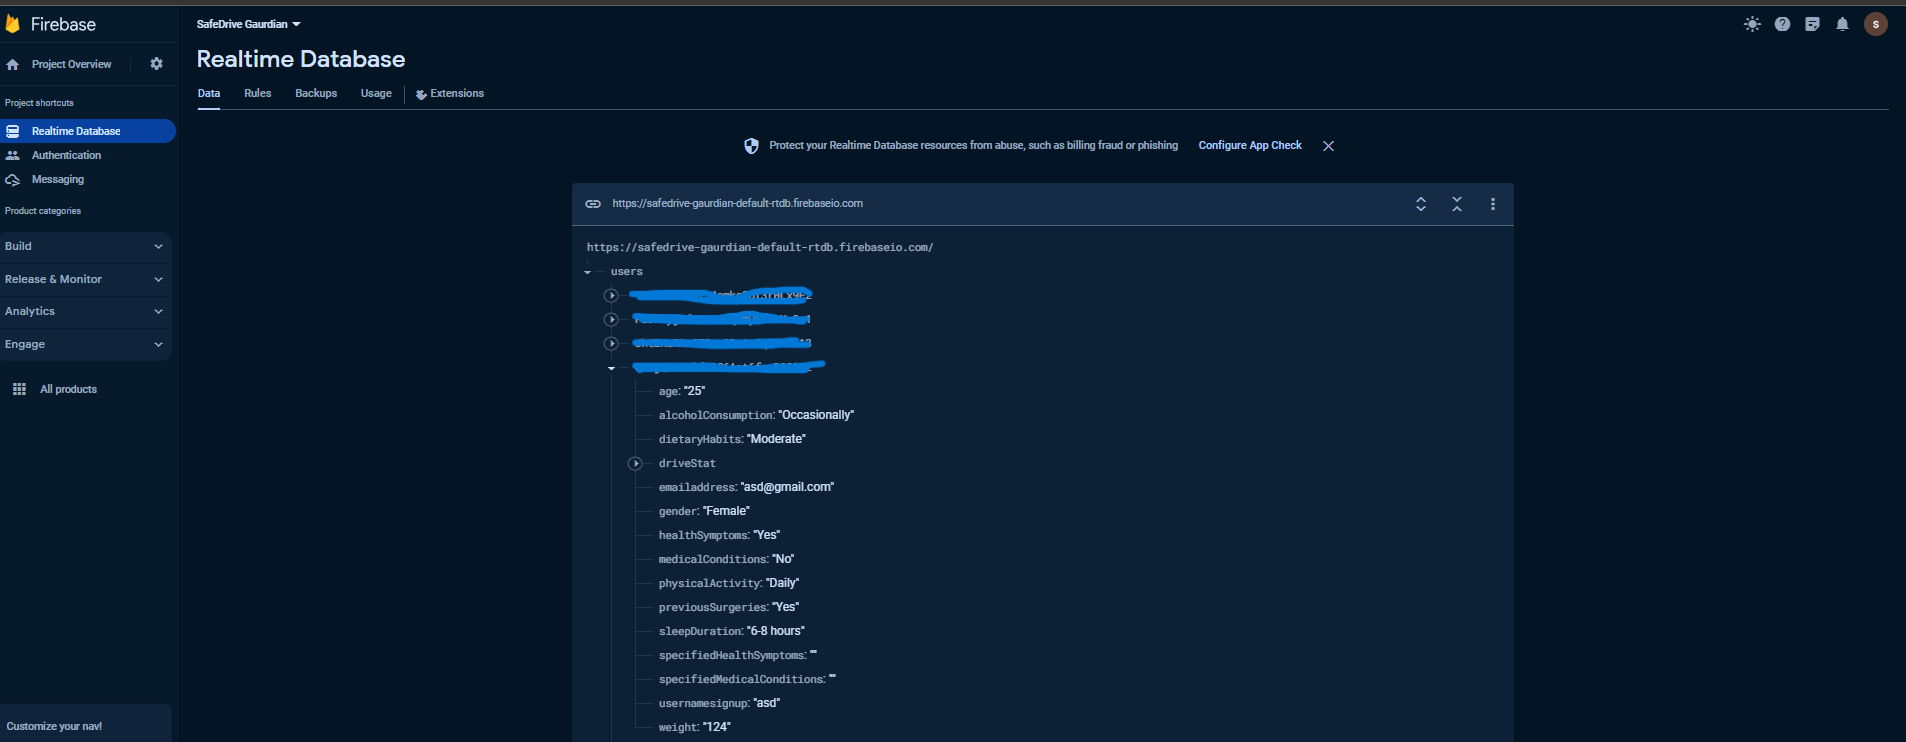 Firebase
SafeDrive Gaurdian
S
Project Overview
Realtime Database
Data Rules Backups Usage Extensions
Project shortcuts
Realtime Database
Authentication
Messaging
Product categories
Build
Release & Monitor
Analytics
Engage
All products
Customize your nav!
Protect your Realtime Database resources from abuse, such as billing fraud or phishing Configure App Check
https://safedrive-gaurdian-default-rtdb.firebaseio.com
https://safedrive-gaurdian-default-rtdb.firebaseio.com/
users
age: "25"
alcoholConsumption: "Occasionally"
dietaryHabits: "Moderate"
driveStat
emailaddress: "asd@gmail.com"
gender: "Female"
healthSymptoms: "Yes"
medicalConditions: "No"
physicalActivity: "Daily"
previousSurgeries: "Yes"
sleepDuration: "6-8 hours"
specifiedHealthSymptoms: ""
specifiedMedicalConditions: ""
usernamesignup: "asd"
weight: "124"